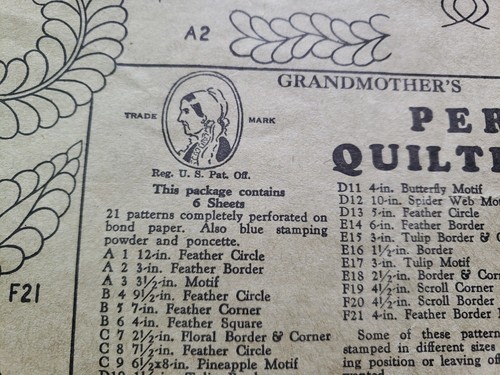 A2
GRANDMOTHER'S
TRADE MARK
Reg. U. S. Pat. Off.
PER
QUILTI
This package contains
6 Sheets
21 patterns completely perforated on
bond paper. Also blue stamping
powder and poncette.
A 1 12-in. Feather Circle
A 2 3-in. Feather Border
A 3 3½-in. Motif
B 4 9½-in. Feather Circle
B 5 7-in. Feather Corner
B 6 4-in. Feather Square
C 7 2½-in. Floral Border & Corner
C 8 7½-in. Feather Circle
C 9 6½x8-in. Pineapple Motif
D11 4-in. Butterfly Motif
D12 10-in. Spider Web Mot
D13 5-in. Feather Circle
E14 6-in. Feather Border
E15 3-in. Tulip Border &
E16 1½-in. Border
E17 3-in. Tulip Motif
E18 2½-in. Border & Cor
F19 4½-in. Scroll Corner
F20 4½-in. Scroll Border
F21 4-in. Feather Border
Some of these pattern
stamped in different sizes
ing position or leaving of
F21